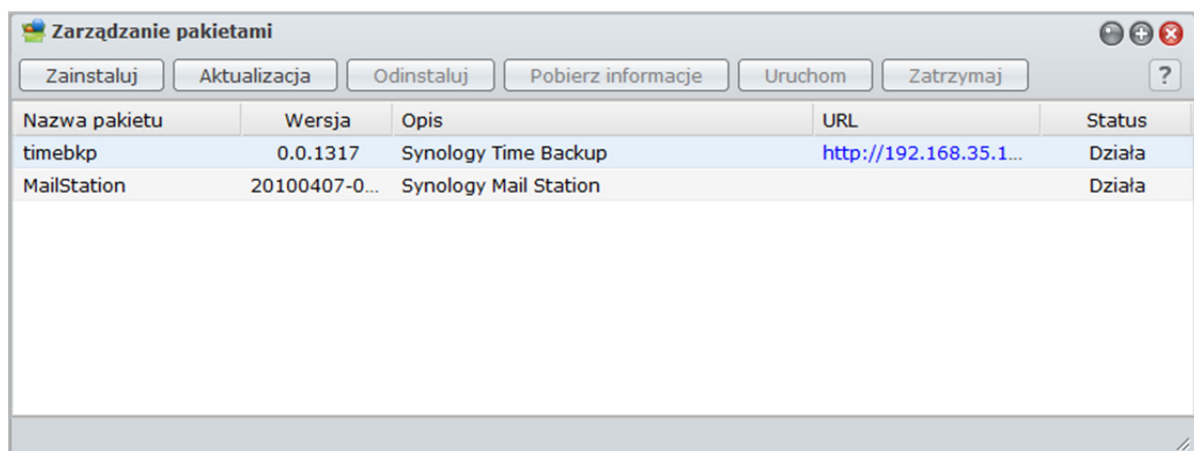 Zarządzanie pakietami
Zainstaluj Aktualizacja Odinstaluj Pobierz informacje Uruchom Zatrzymaj ?
Nazwa pakietu Wersja Opis URL Status
timebkp 0.0.1317 Synology Time Backup http://192.168.35.1... Działa
MailStation 20100407-0... Synology Mail Station Działa